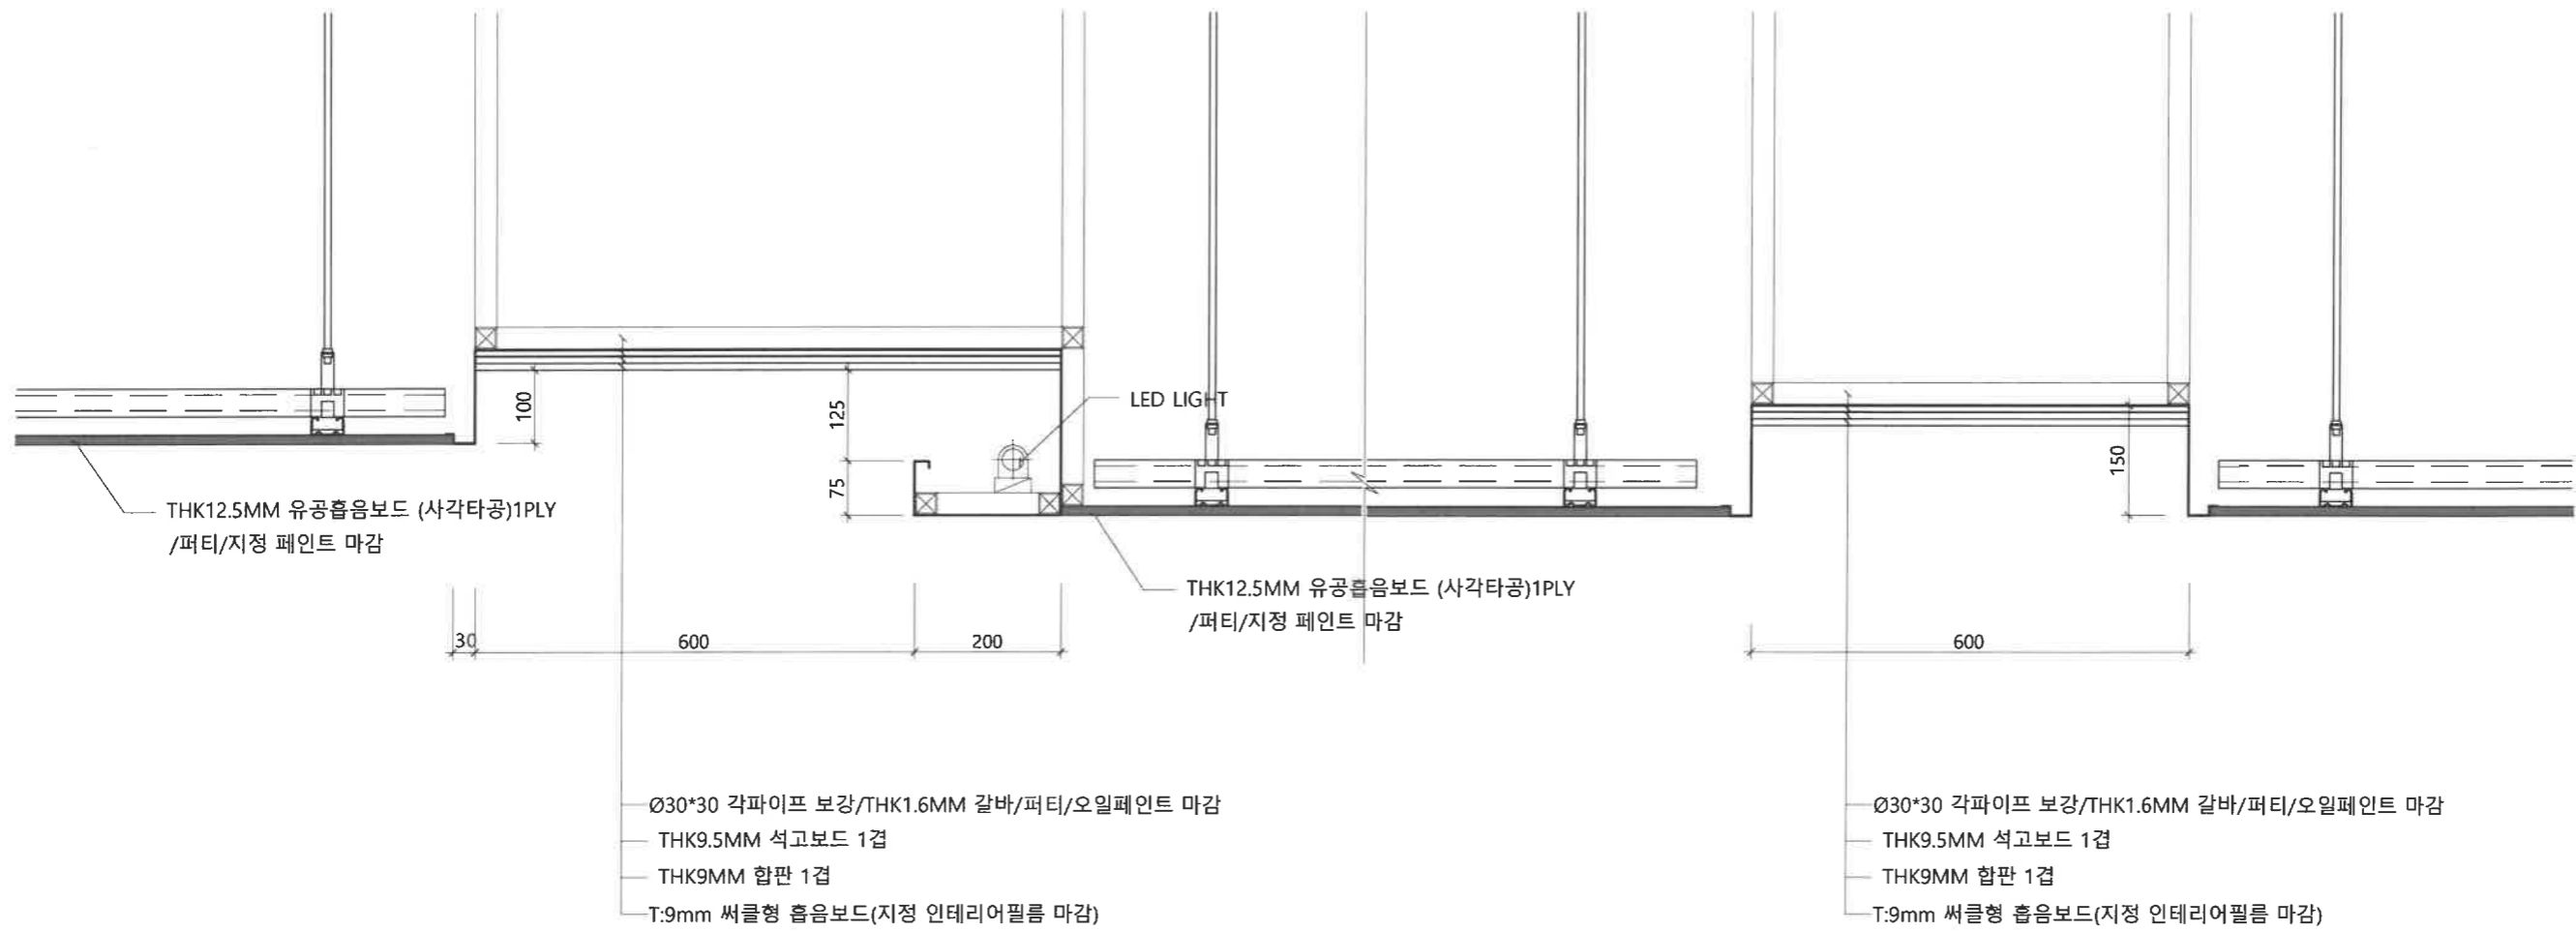 LED LIGHT
100
125
75
150
THK12.5MM 유공흡음보드 (사각타공)1PLY
/퍼티/지정 페인트 마감
THK12.5MM 유공흡음보드 (사각타공)1PLY
/퍼티/지정 페인트 마감
30
600
200
600
Ø30*30 각파이프 보강/THK1.6MM 갈바/퍼티/오일페인트 마감
THK9.5MM 석고보드 1겹
THK9MM 합판 1겹
T:9mm 써클형 흡음보드(지정 인테리어필름 마감)
Ø30*30 각파이프 보강/THK1.6MM 갈바/퍼티/오일페인트 마감
THK9.5MM 석고보드 1겹
THK9MM 합판 1겹
T:9mm 써클형 흡음보드(지정 인테리어필름 마감)